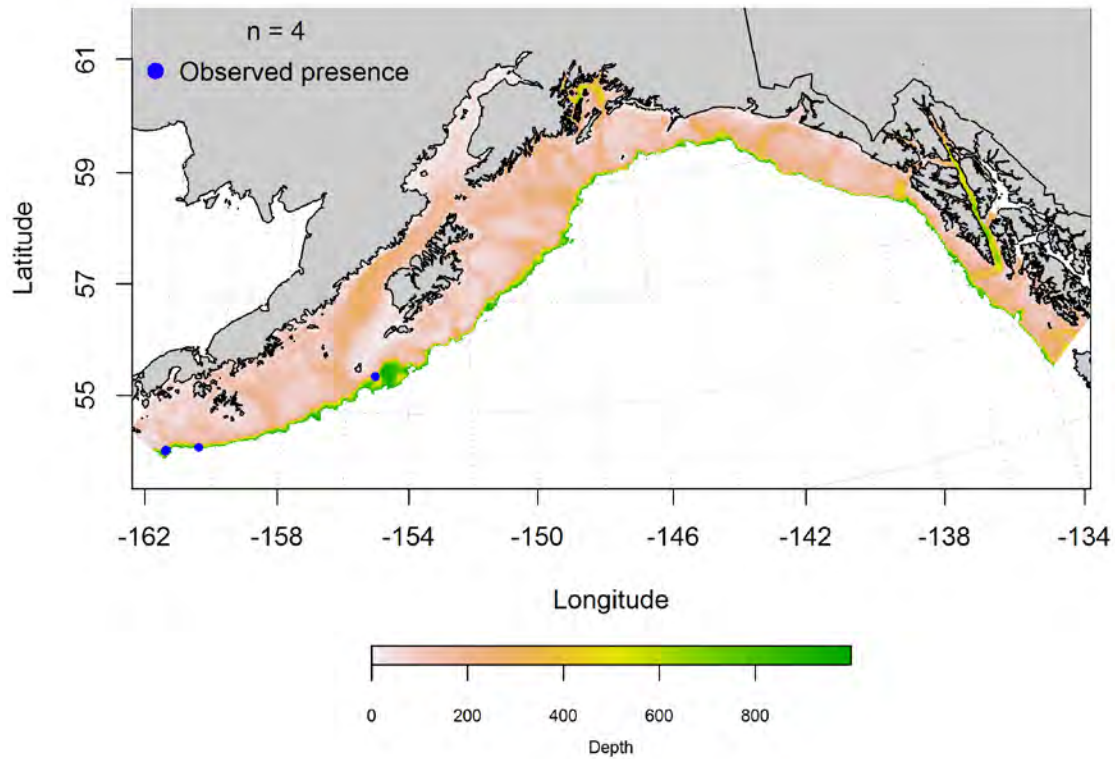 n = 4
Observed presence
Latitude
61
59
57
55
-162 -158 -154 -150 -146 -142 -138 -134
Longitude
0 200 400 600 800
Depth